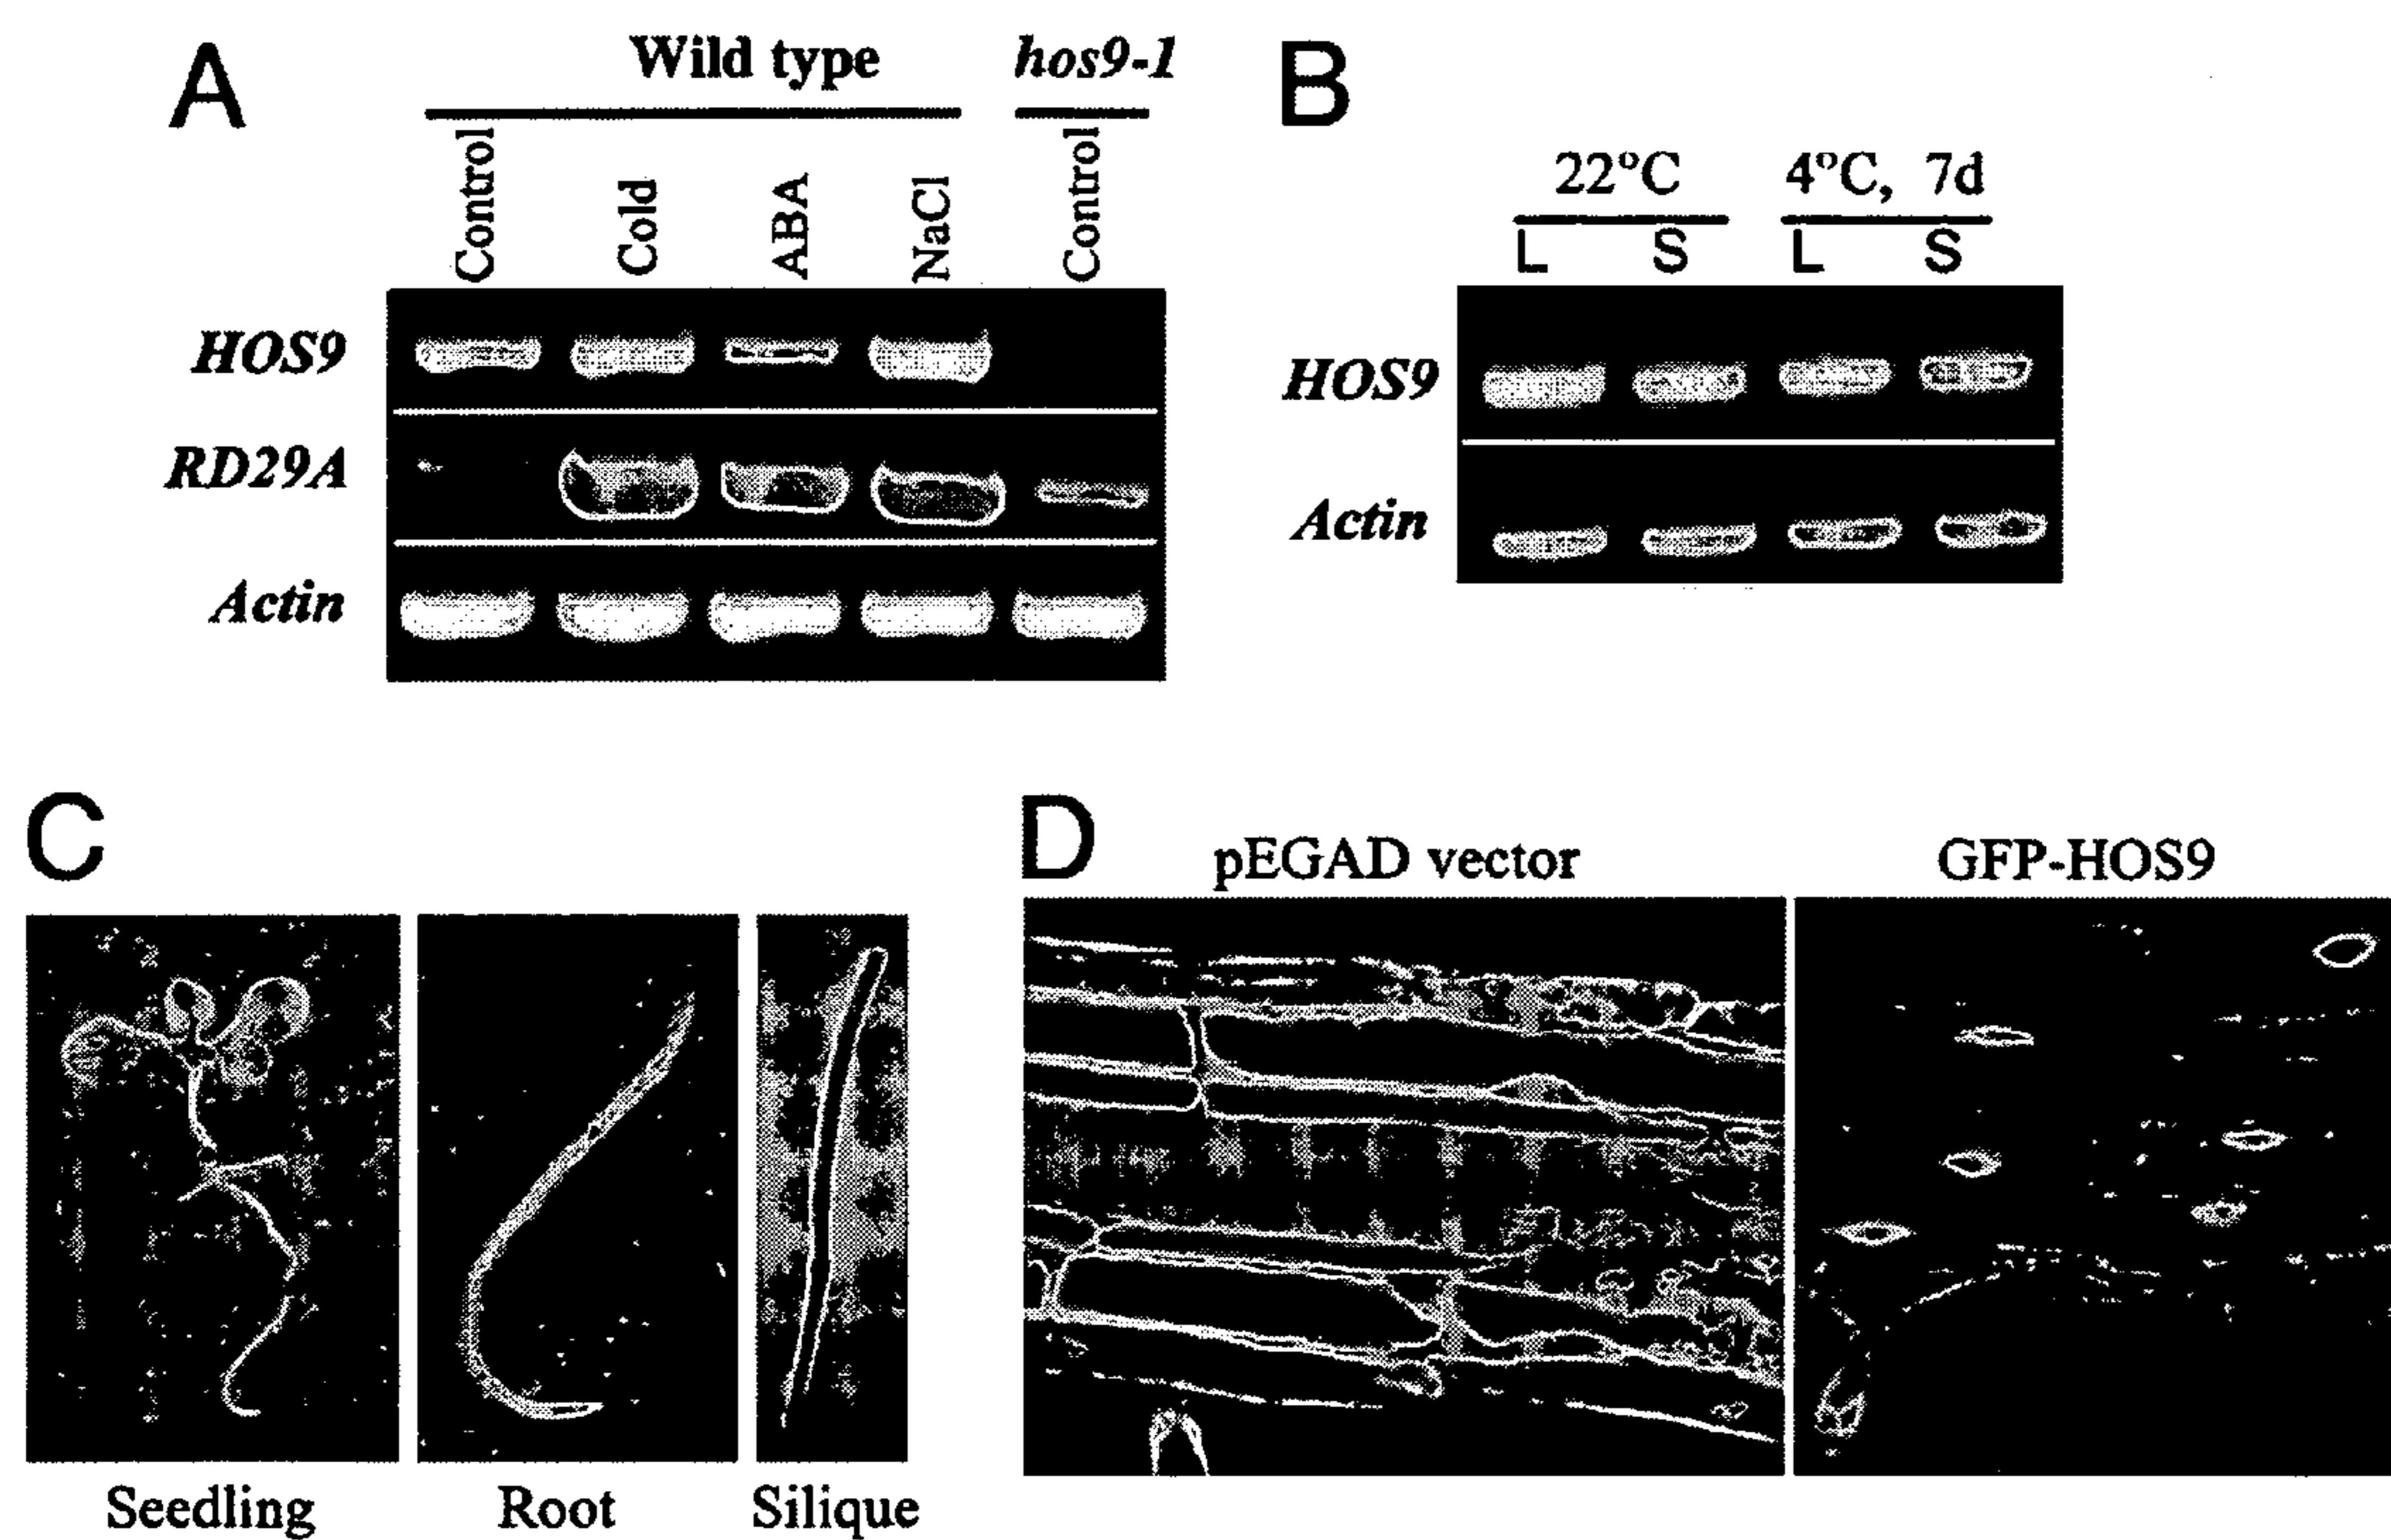 A
Wild type hos9-1
Control Cold ABA NaCl Control
HOS9
RD29A
Actin
B
22°C 4°C, 7d
L S L S
HOS9
Actin
C
Seedling Root Silique
D
pEGAD vector GFP-HOS9